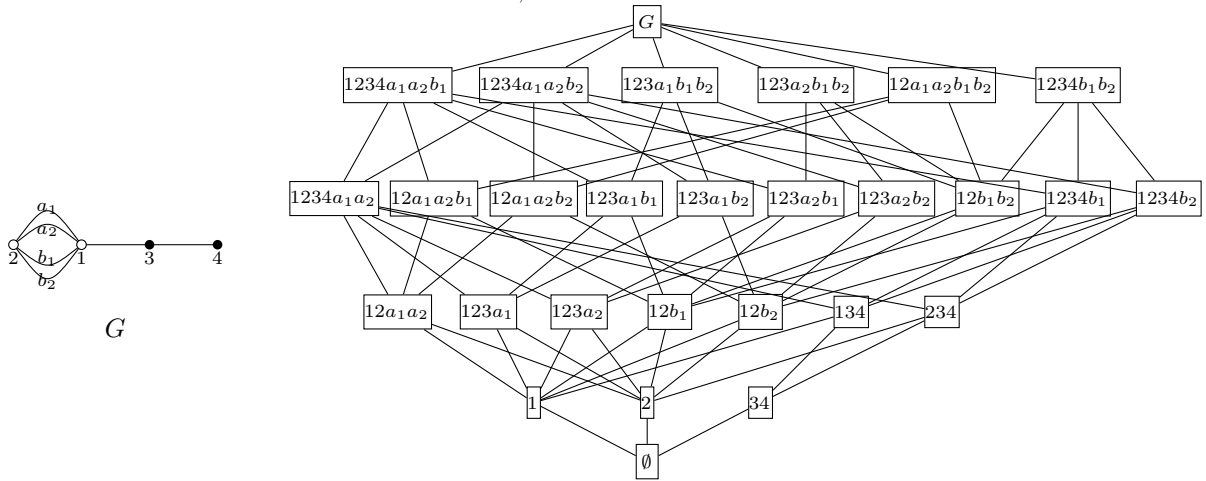 G
1234a₁a₂b₁ 1234a₁a₂b₂ 123a₁b₁b₂ 123a₂b₁b₂ 12a₁a₂b₁b₂ 1234b₁b₂
1234a₁a₂ 12a₁a₂b₁ 12a₁a₂b₂ 123a₁b₁ 123a₁b₂ 123a₂b₁ 123a₂b₂ 12b₁b₂ 1234b₁ 1234b₂
a₁
a₂
b₁
b₂
2 1 3 4
G
12a₁a₂ 123a₁ 123a₂ 12b₁ 12b₂ 134 234
1 2 34
∅